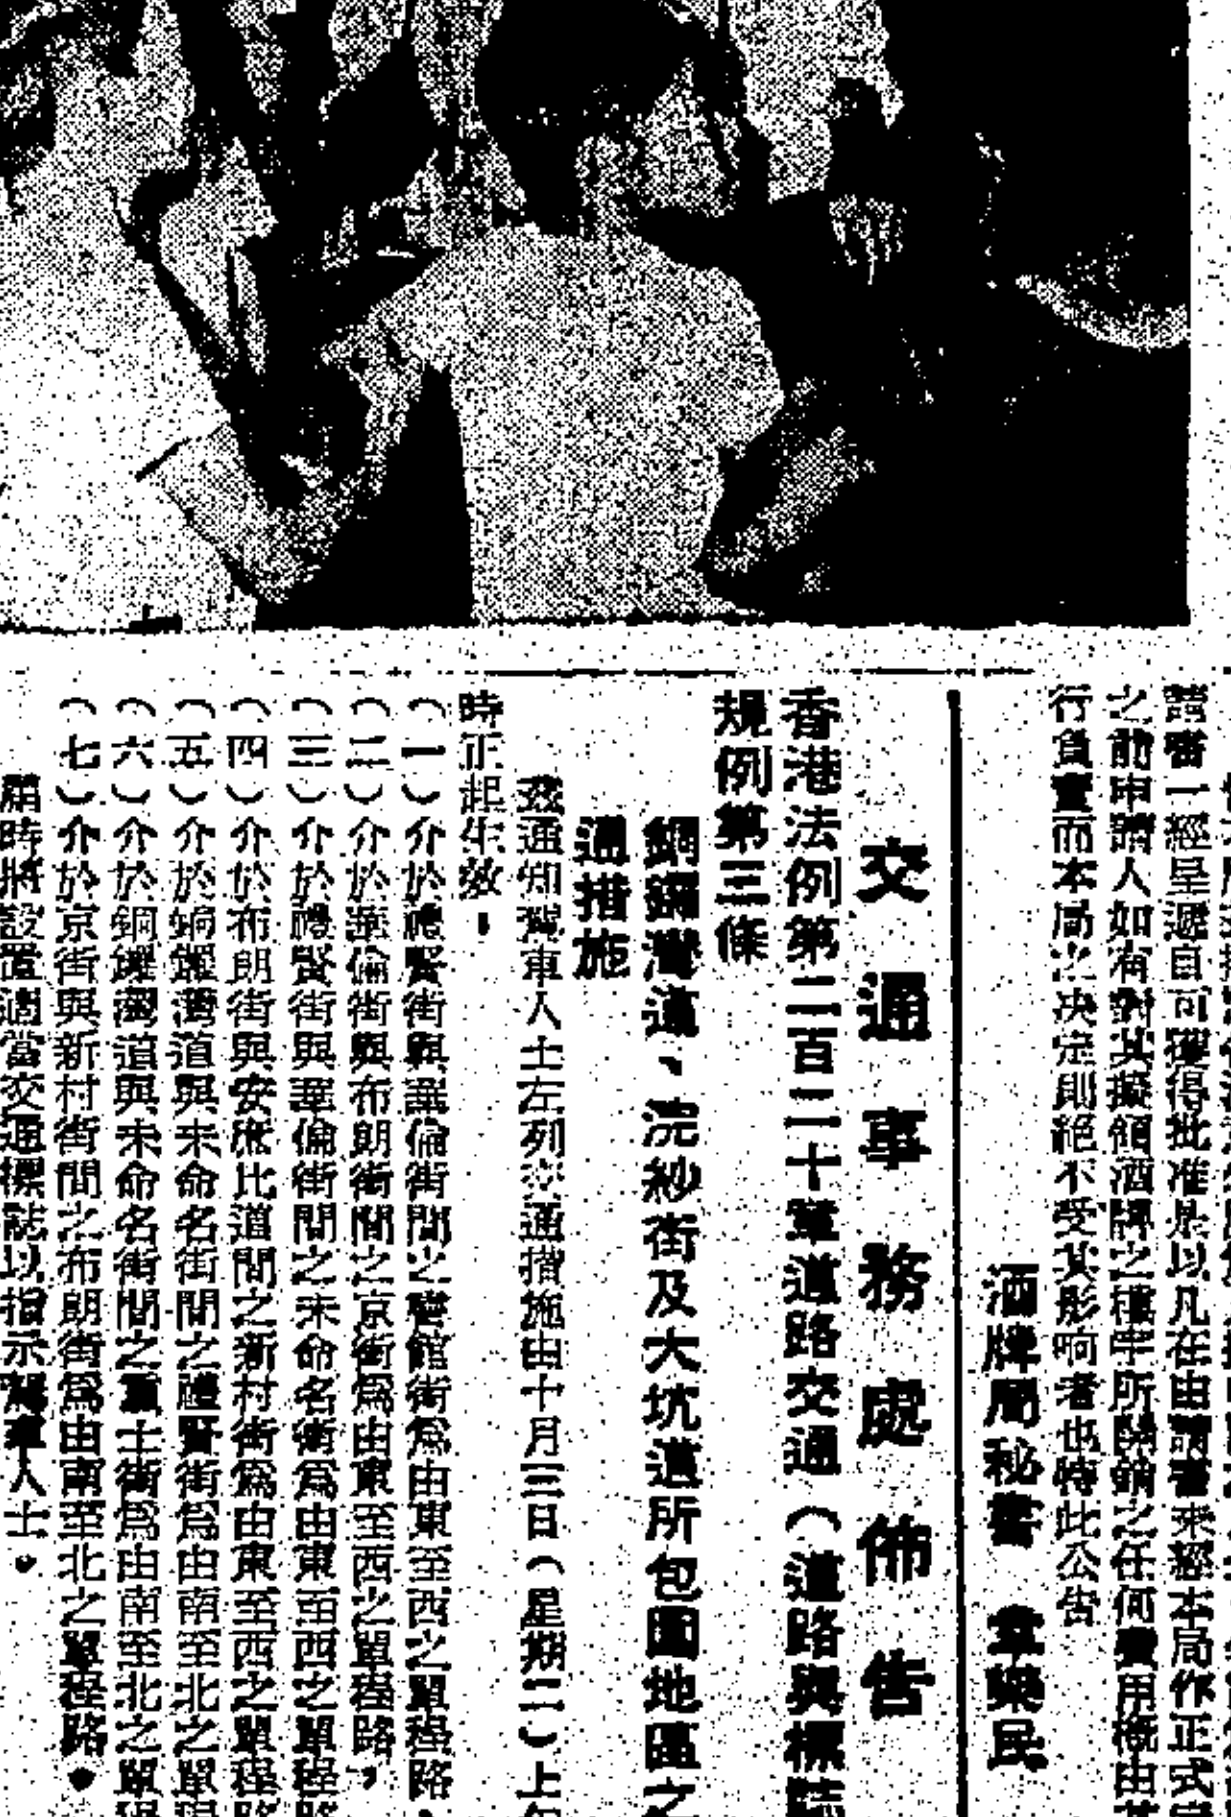 請書一經呈遞自可獲得批准是以凡在申請書未經本局作正式
之前申請人如有對其擬領酒牌之樓宇所開銷之任何費用概由其
行負責而本局之决定則絕不受其影响者也特此公告
酒牌局秘書 韋樂民
交通事務處佈告
香港法例第二百二十章道路交通(道路與標誌
規例第三條
銅鑼灣道、浣紗街及大坑道所包圍地區之
通措施
茲通知駕車人士左列交通措施由十月三日(星期二)上午
時正起生效:
(一)介於禮賢街與華倫街間之書館街為由東至西之單程路,
(二)介於華倫街與布朗街間之京街為由東至西之單程路,
(三)介於禮賢街與華倫街間之未命名街為由東至西之單程路
(四)介於布朗街與安庶庇道間之新村街為由東至西之單程路
(五)介於銅鑼灣道與未命名街間之禮賢街為由南至北之單程
(六)介於銅鑼灣道與未命名街間之重士街為由南至北之單程
(七)介於京街與新村街間之布朗街為由南至北之單程路。
屆時將設置適當交通標誌以指示駕車人士。